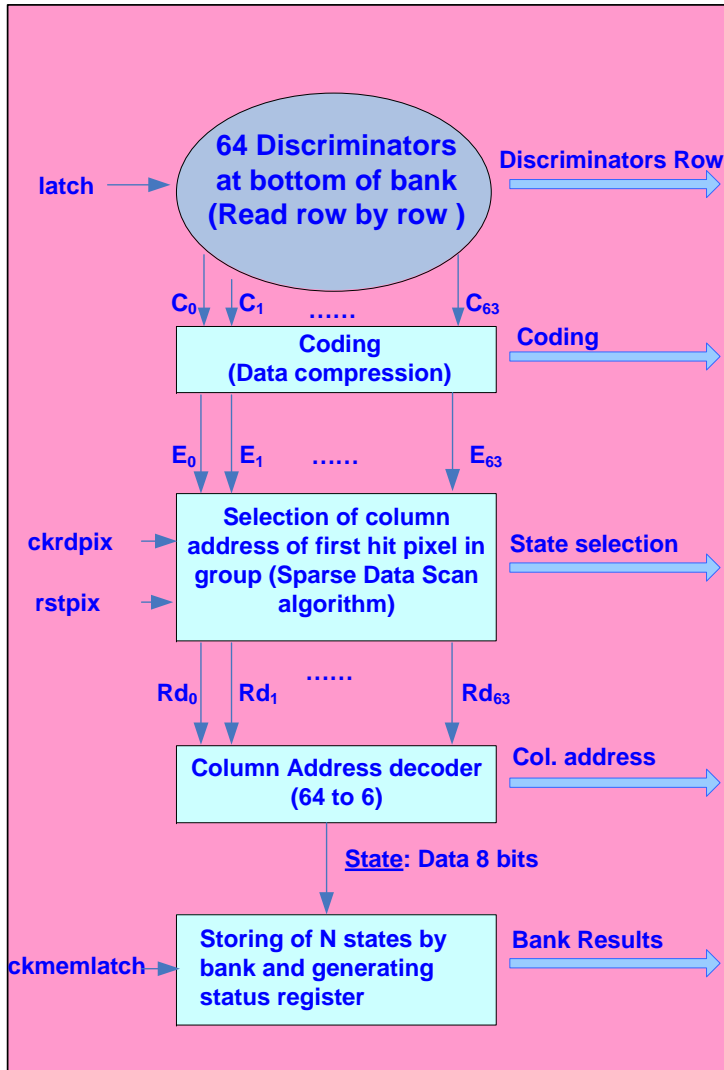 64 Discriminators
at bottom of bank
(Read row by row )
Discriminators Row
latch
C0
C1
......
C63
Coding
(Data compression)
Coding
E0
E1
......
E63
Selection of column
address of first hit pixel in
group (Sparse Data Scan
algorithm)
ckrdpix
State selection
rstpix
......
Rd0
Rd1
Rd63
Column Address decoder
(64 to 6)
Col. address
State: Data 8 bits
Storing of N states by
bank and generating
status register
Bank Results
ckmemlatch